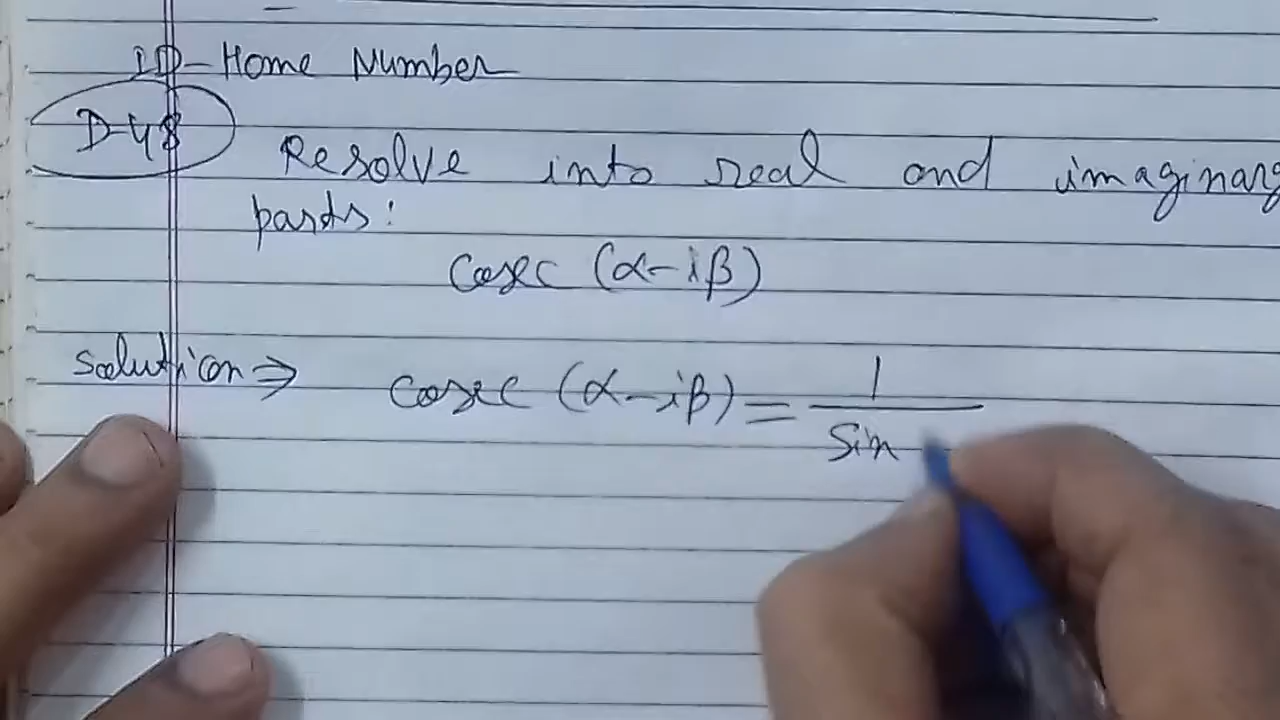 ID-Home Number
D-48
Resolve into real and imaginary
parts:
Cosec (α-iβ)
Solution ⇒ cosec (α-iβ) = 1/sin